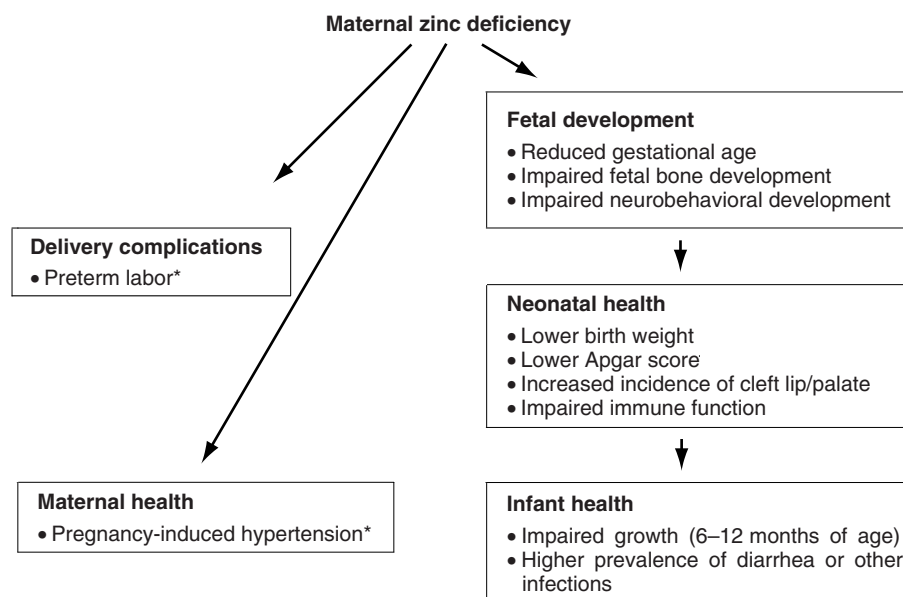 Maternal zinc deficiency
Fetal development
• Reduced gestational age
• Impaired fetal bone development
• Impaired neurobehavioral development
Delivery complications
• Preterm labor*
Neonatal health
• Lower birth weight
• Lower Apgar score
• Increased incidence of cleft lip/palate
• Impaired immune function
Maternal health
• Pregnancy-induced hypertension*
Infant health
• Impaired growth (6–12 months of age)
• Higher prevalence of diarrhea or other
infections